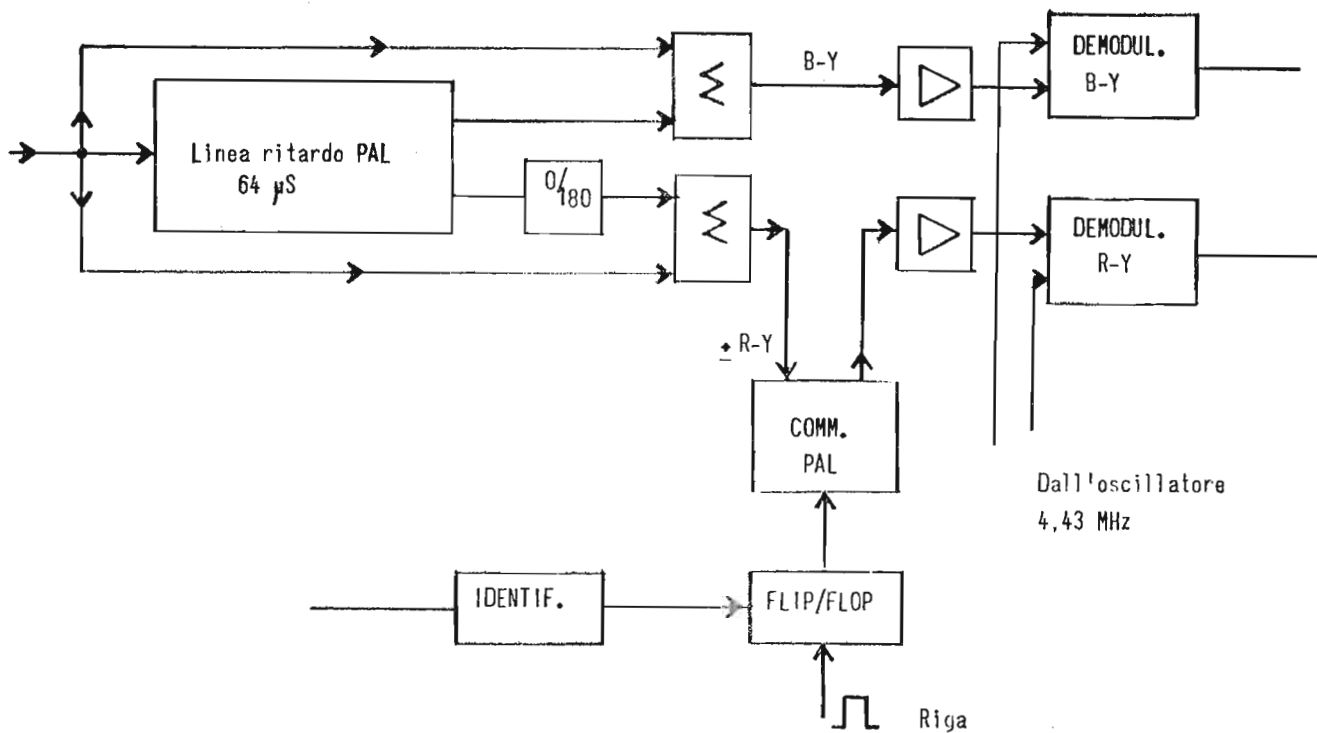 DEMODUL.
B-Y
B-Y
Linea ritardo PAL
64 µS
0/180
DEMODUL.
R-Y
± R-Y
COMM.
PAL
Dall'oscillatore
4,43 MHz
IDENTIF.
FLIP/FLOP
Riga